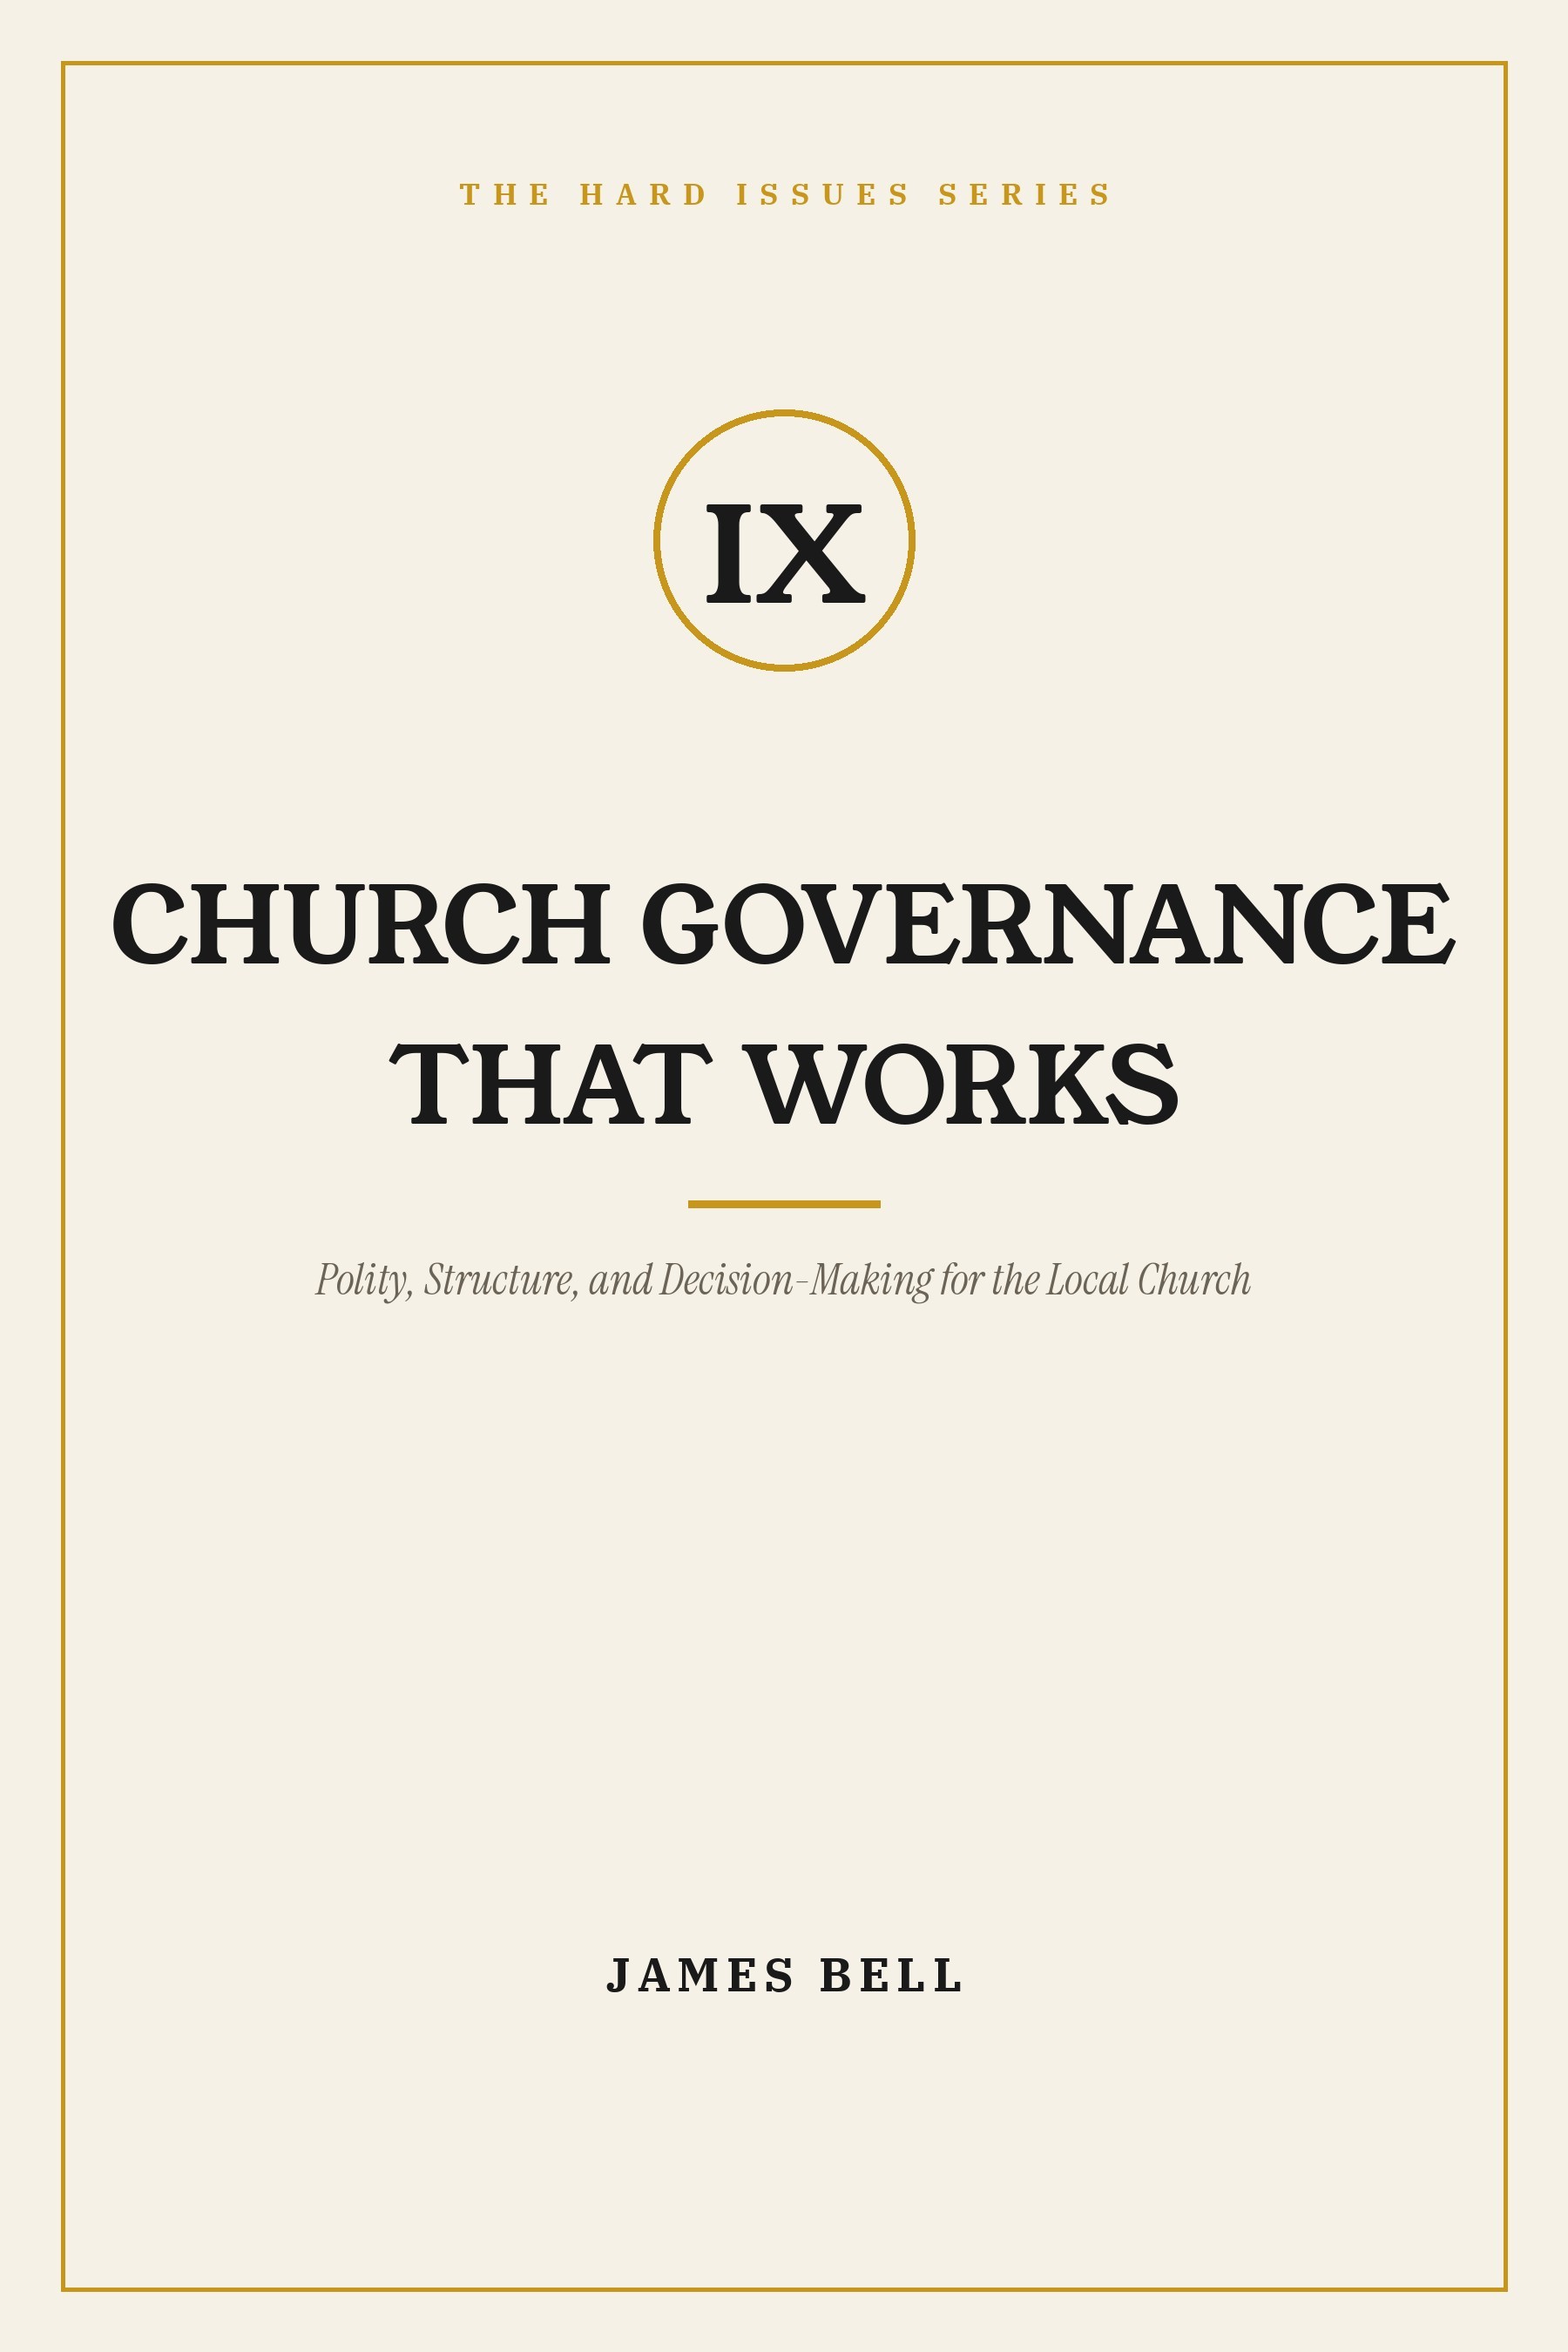 THE HARD ISSUES SERIES
IX
CHURCH GOVERNANCE
THAT WORKS
Polity, Structure, and Decision-Making for the Local Church
JAMES BELL